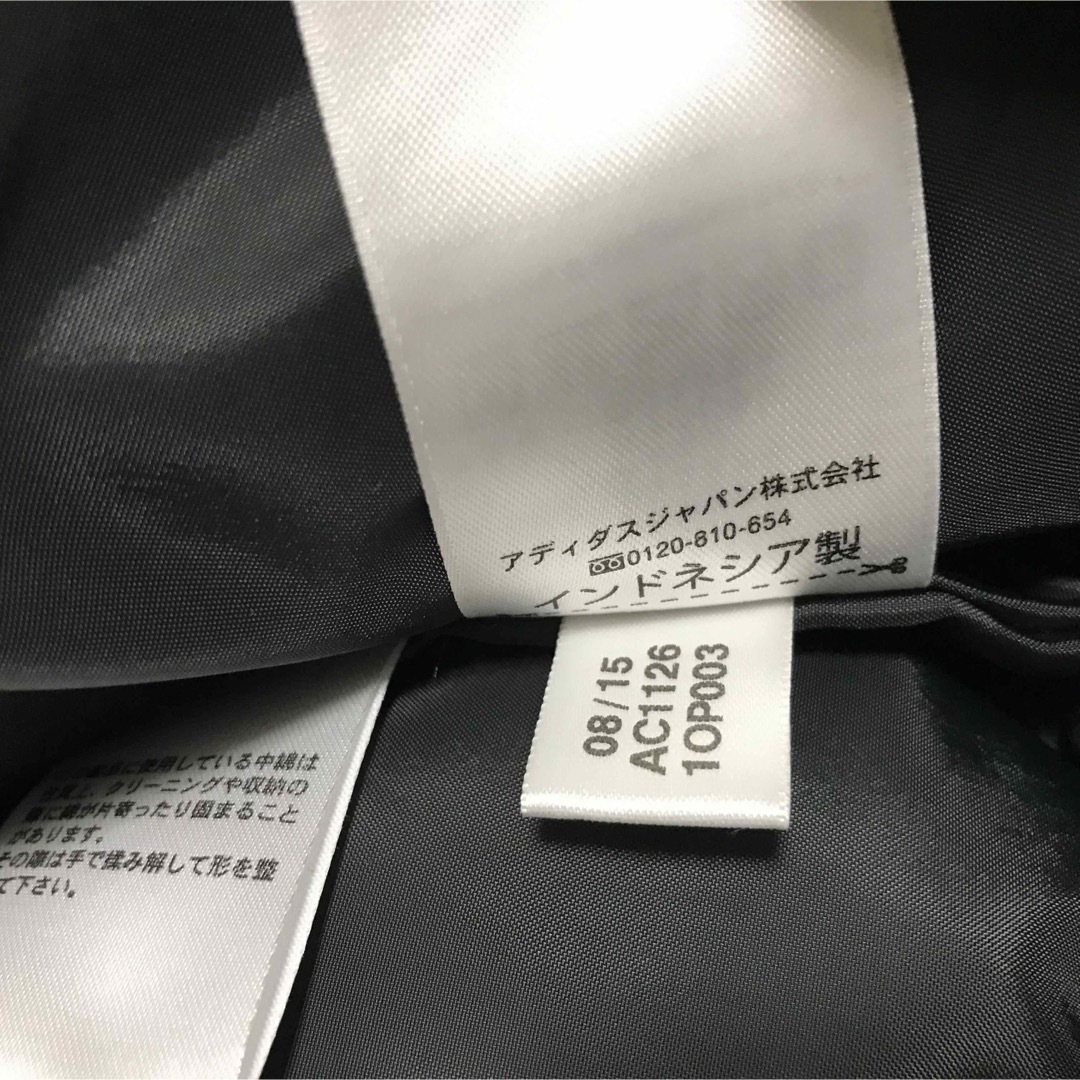 アディダスジャパン株式会社
0120-810-654
インドネシア製
08/15
AC1126
1OP003
に使用している中綿は
クリーニングや収納の
に綿が片寄ったり固まること
があります。
その際は手で揉み解して形を整
て下さい。